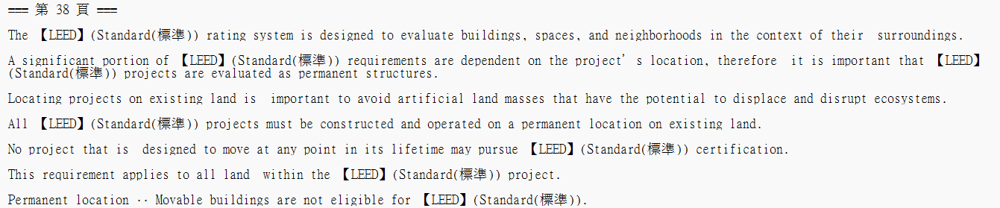 === 第 38 頁 ===
The 【LEED】(Standard(標準)) rating system is designed to evaluate buildings, spaces, and neighborhoods in the context of their  surroundings.
A significant portion of 【LEED】(Standard(標準)) requirements are dependent on the project’s location, therefore  it is important that 【LEED】
(Standard(標準)) projects are evaluated as permanent structures.
Locating projects on existing land is  important to avoid artificial land masses that have the potential to displace and disrupt ecosystems.
All 【LEED】(Standard(標準)) projects must be constructed and operated on a permanent location on existing land.
No project that is  designed to move at any point in its lifetime may pursue 【LEED】(Standard(標準)) certification.
This requirement applies to all land  within the 【LEED】(Standard(標準)) project.
Permanent location ·· Movable buildings are not eligible for 【LEED】(Standard(標準)).